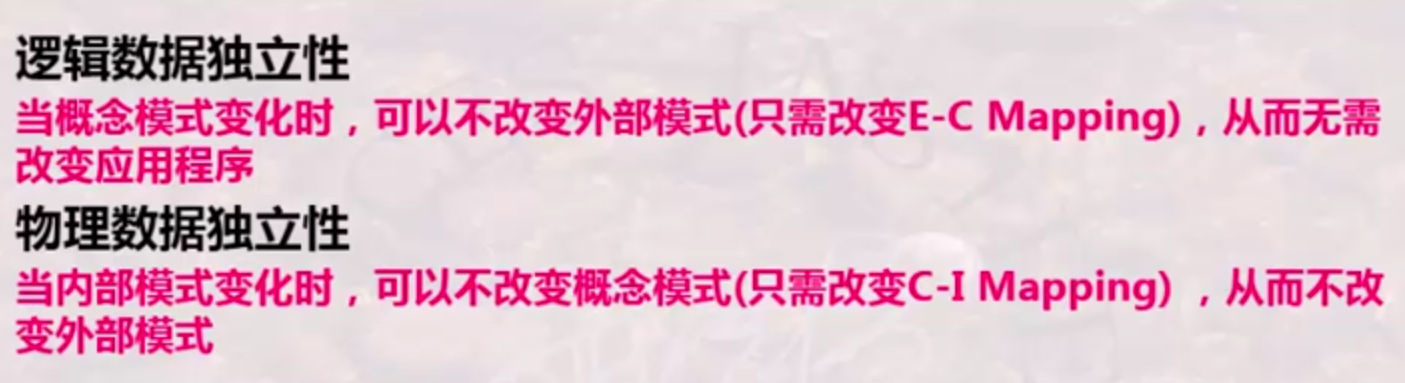 逻辑数据独立性
当概念模式变化时，可以不改变外部模式(只需改变E-C Mapping)，从而无需
改变应用程序
物理数据独立性
当内部模式变化时，可以不改变概念模式(只需改变C-I Mapping) ，从而不改
变外部模式